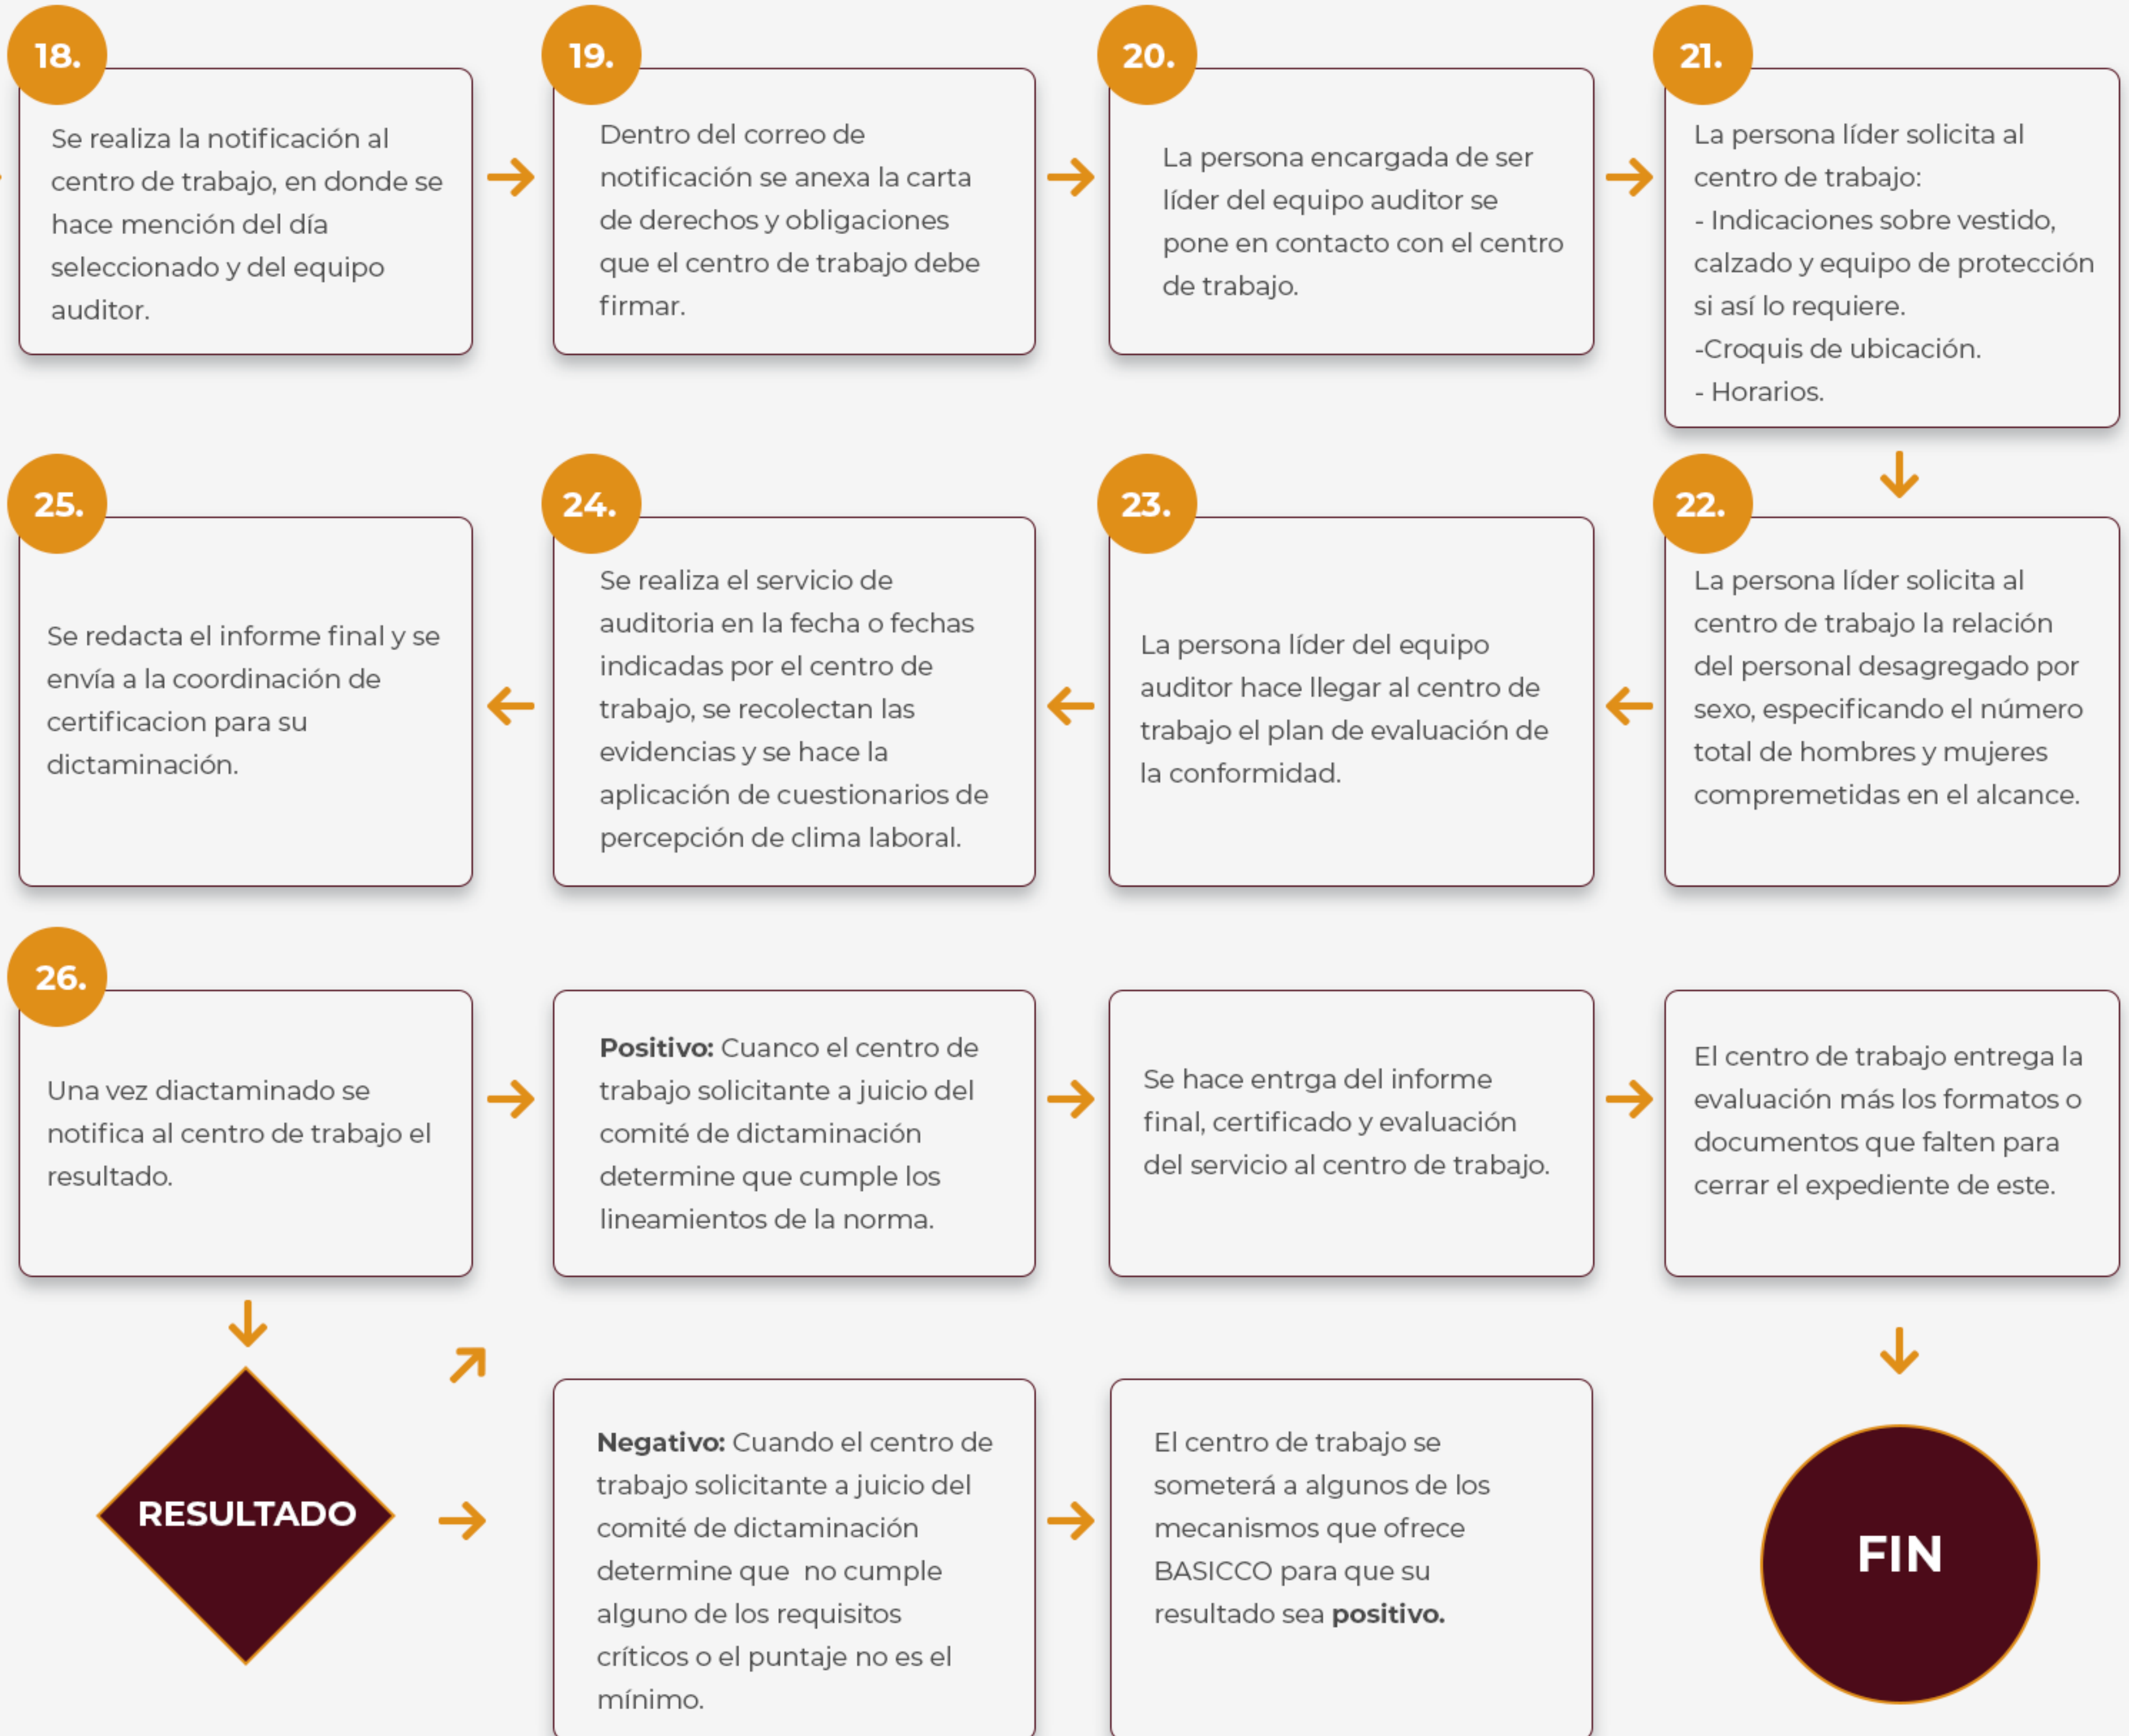 18.
Se realiza la notificación al
centro de trabajo, en donde se
hace mención del día
seleccionado y del equipo
auditor.
19.
Dentro del correo de
notificación se anexa la carta
de derechos y obligaciones
que el centro de trabajo debe
firmar.
20.
La persona encargada de ser
líder del equipo auditor se
pone en contacto con el centro
de trabajo.
21.
La persona líder solicita al
centro de trabajo:
- Indicaciones sobre vestido,
calzado y equipo de protección
si así lo requiere.
-Croquis de ubicación.
- Horarios.
22.
La persona líder solicita al
centro de trabajo la relación
del personal desagregado por
sexo, especificando el número
total de hombres y mujeres
compremetidas en el alcance.
23.
La persona líder del equipo
auditor hace llegar al centro de
trabajo el plan de evaluación de
la conformidad.
24.
Se realiza el servicio de
auditoria en la fecha o fechas
indicadas por el centro de
trabajo, se recolectan las
evidencias y se hace la
aplicación de cuestionarios de
percepción de clima laboral.
25.
Se redacta el informe final y se
envía a la coordinación de
certificacion para su
dictaminación.
26.
Una vez diactaminado se
notifica al centro de trabajo el
resultado.
RESULTADO
Positivo: Cuanco el centro de
trabajo solicitante a juicio del
comité de dictaminación
determine que cumple los
lineamientos de la norma.
Se hace entrga del informe
final, certificado y evaluación
del servicio al centro de trabajo.
El centro de trabajo entrega la
evaluación más los formatos o
documentos que falten para
cerrar el expediente de este.
Negativo: Cuando el centro de
trabajo solicitante a juicio del
comité de dictaminación
determine que  no cumple
alguno de los requisitos
críticos o el puntaje no es el
mínimo.
El centro de trabajo se
someterá a algunos de los
mecanismos que ofrece
BASICCO para que su
resultado sea positivo.
FIN